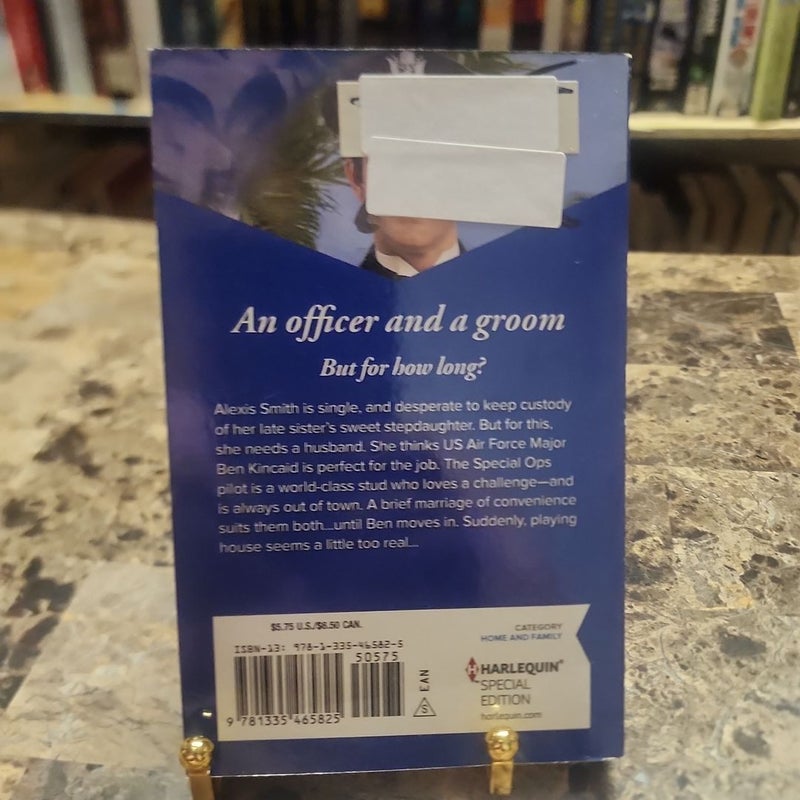 An officer and a groom
But for how long?
Alexis Smith is single, and desperate to keep custody
of her late sister's sweet stepdaughter. But for this,
she needs a husband. She thinks US Air Force Major
Ben Kincaid is perfect for the job. The Special Ops
pilot is a world-class stud who loves a challenge—and
is always out of town. A brief marriage of convenience
suits them both...until Ben moves in. Suddenly, playing
house seems a little too real...
$5.75 U.S./$6.50 CAN.
ISBN-13: 978-1-335-46582-5
50575
EAN
S
9 781335 465825
CATEGORY
HOME AND FAMILY
HARLEQUIN®
SPECIAL
EDITION
harlequin.com